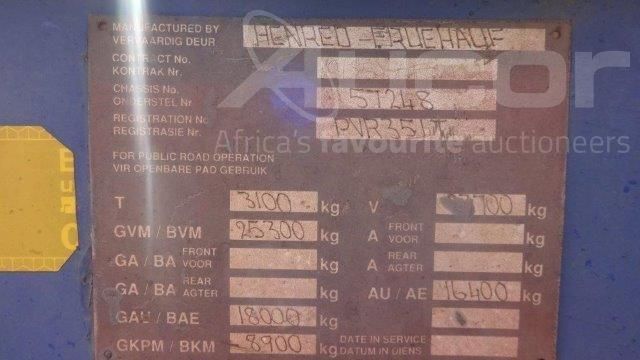 MANUFACTURED BY HENRED-FRUEHAUF
VERVAARDIG DEUR
CONTRACT No.
KONTRAK Nr.
CHASSIS No. 57248
ONDERSTEL Nr.
REGISTRATION No.
REGISTRASIE Nr.
Aucor
Africa's favourite auctioneers
FOR PUBLIC ROAD OPERATION
VIR OPENBARE PAD GEBRUIK
T 3100 kg V kg
GVM / BVM 25300 kg A FRONT VOOR kg
GA / BA FRONT VOOR kg A REAR AGTER kg
GA / BA REAR AGTER kg AU / AE 16400 kg
GAU / BAE 18000 kg
GKPM / BKM 8900 kg DATE IN SERVICE
DATUM IN DIENS